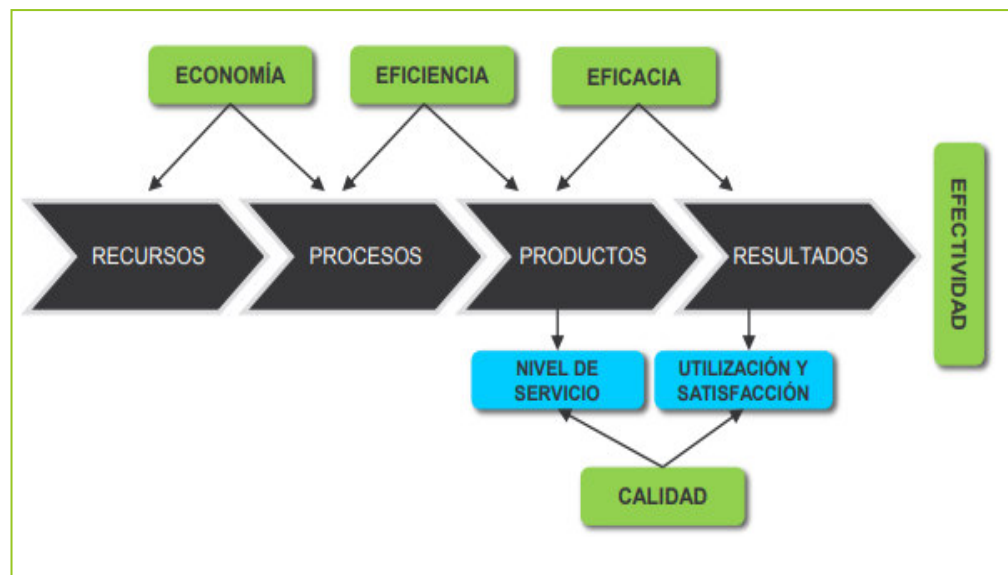 ECONOMÍA
EFICIENCIA
EFICACIA
RECURSOS
PROCESOS
PRODUCTOS
RESULTADOS
EFECTIVIDAD
NIVEL DE
SERVICIO
UTILIZACIÓN Y
SATISFACCIÓN
CALIDAD